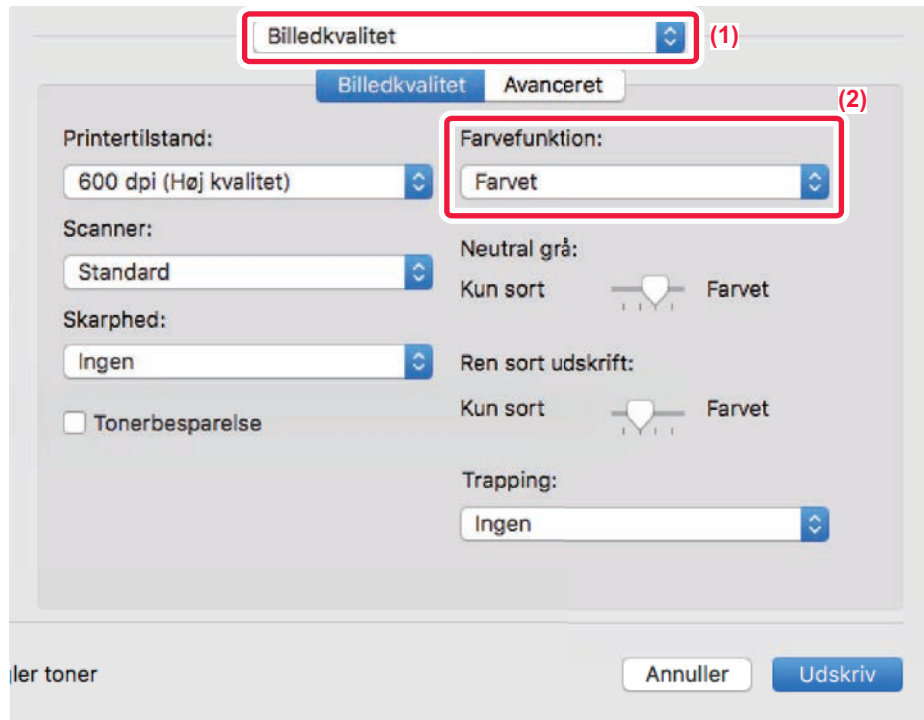 Billedkvalitet (1)
Billedkvalitet Avanceret
(2)
Printertilstand:
600 dpi (Høj kvalitet)
Scanner:
Standard
Skarphed:
Ingen
Tonerbesparelse
Farvefunktion:
Farvet
Neutral grå:
Kun sort Farvet
Ren sort udskrift:
Kun sort Farvet
Trapping:
Ingen
ler toner
Annuller Udskriv